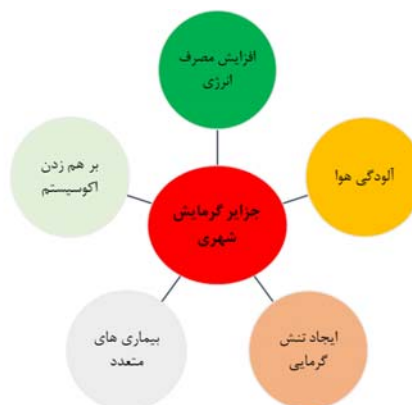 افزایش مصرف
انرژی
آلودگی هوا
بر هم زدن
اکوسیستم
جزایر گرمایش
شهری
ایجاد تنش
گرمایی
بیماری های
متعدد